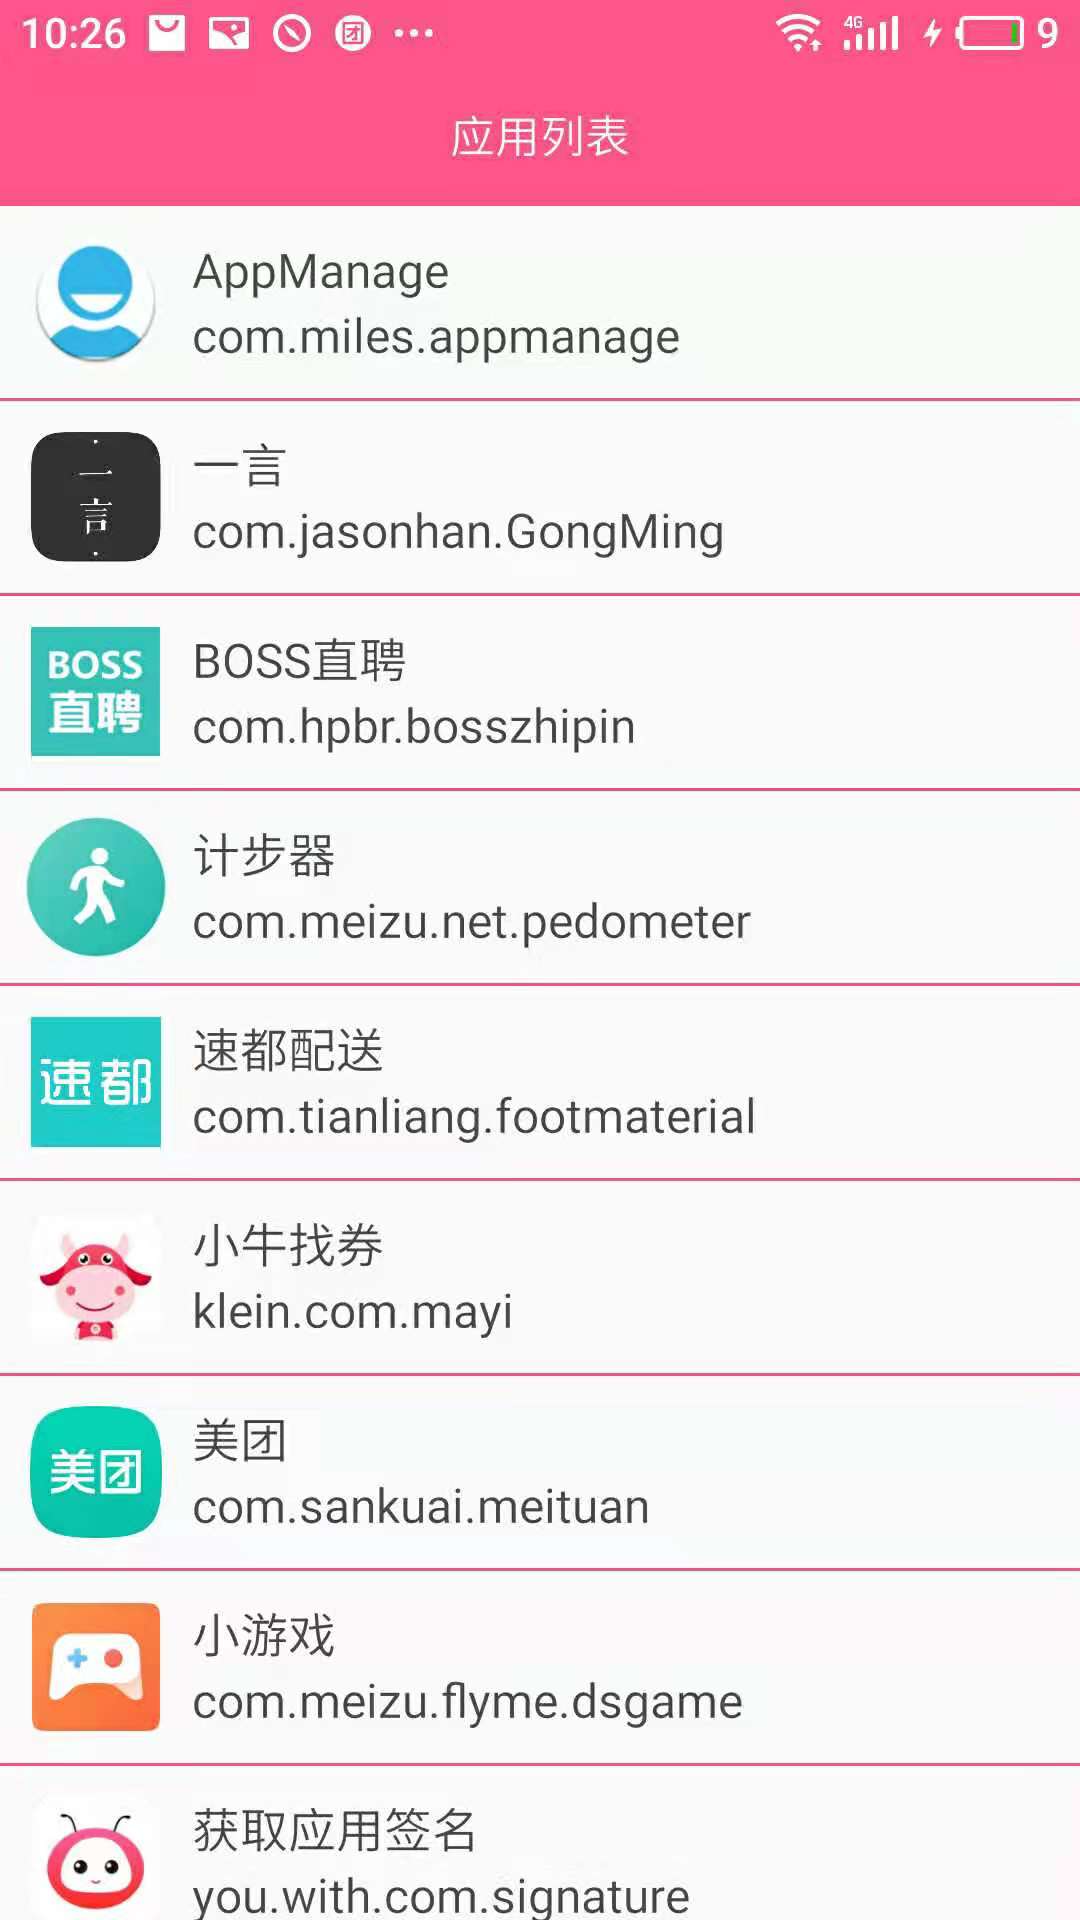 10:26
团
4G
9
应用列表
AppManage
com.miles.appmanage
一
言
一言
com.jasonhan.GongMing
BOSS
直聘
BOSS直聘
com.hpbr.bosszhipin
计步器
com.meizu.net.pedometer
速都
速都配送
com.tianliang.footmaterial
小牛找券
klein.com.mayi
美团
美团
com.sankuai.meituan
小游戏
com.meizu.flyme.dsgame
获取应用签名
you.with.com.signature